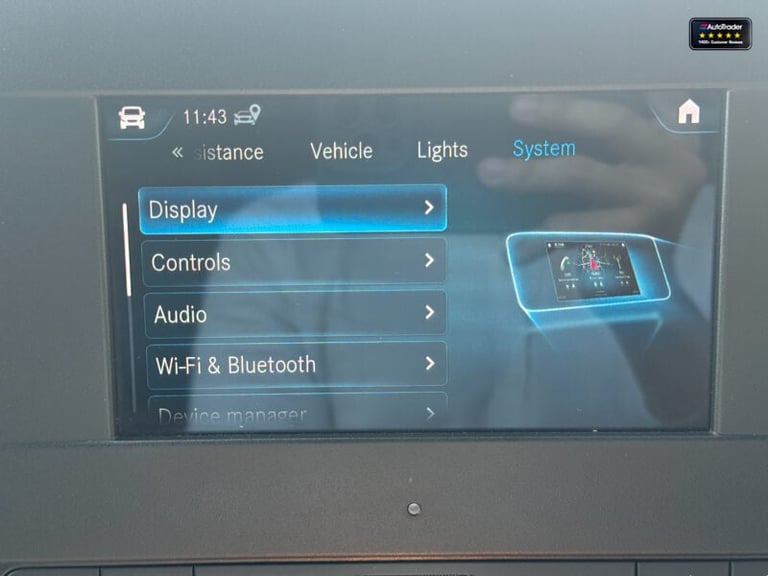 AutoTrader
11:43
« sistance Vehicle Lights System
Display
Controls
Audio
Wi-Fi & Bluetooth
Device manager